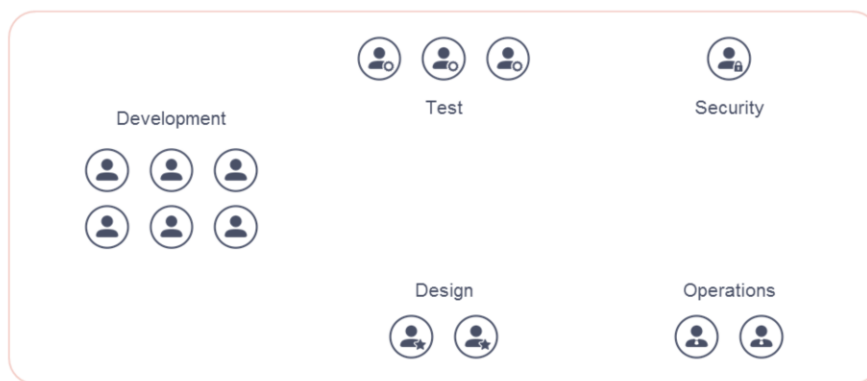 Test
Security
Development
Design
Operations